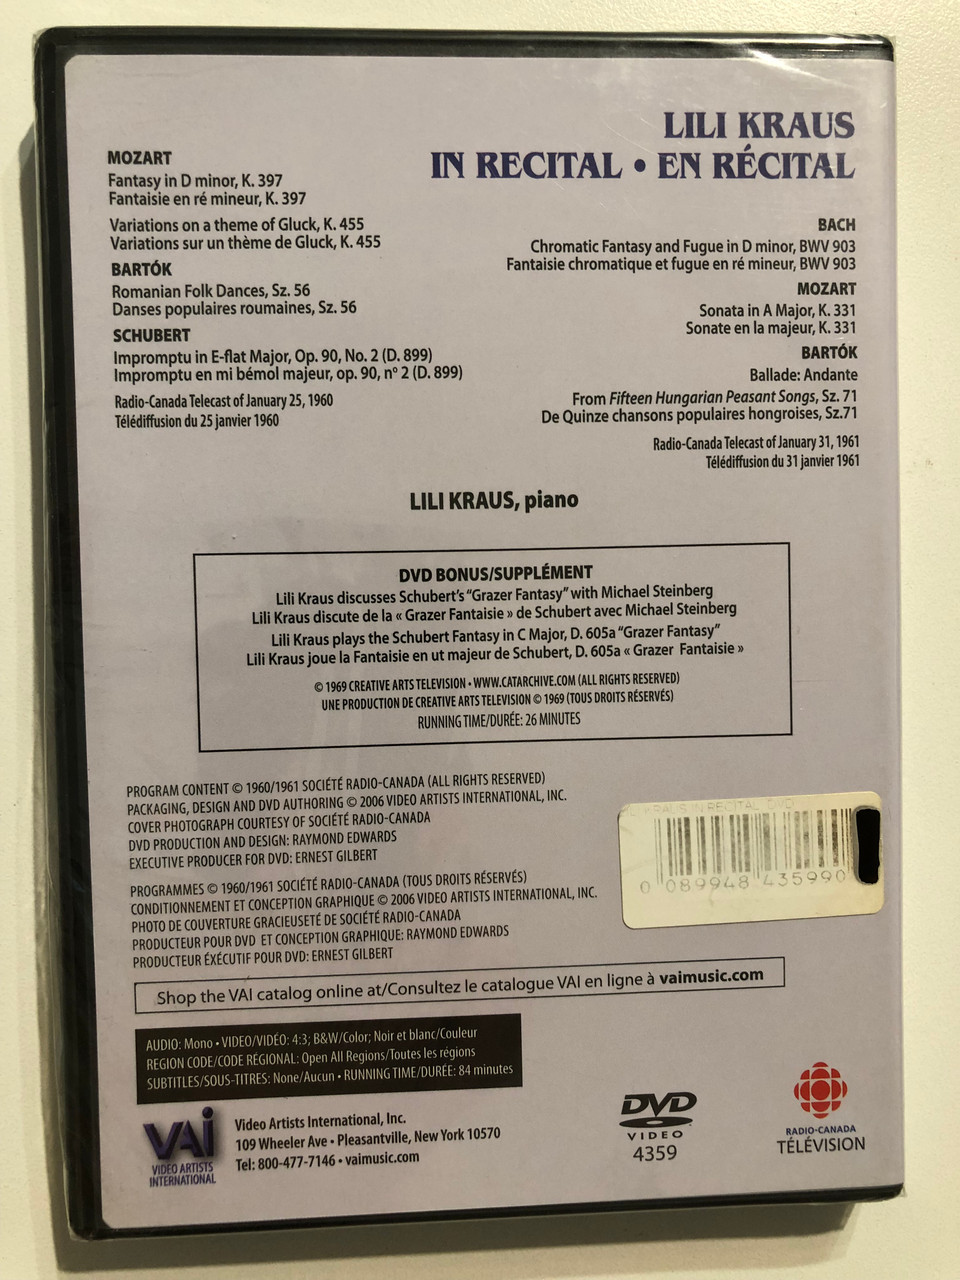 LILI KRAUS
IN RECITAL • EN RÉCITAL
MOZART
Fantasy in D minor, K. 397
Fantaisie en ré mineur, K. 397
Variations on a theme of Gluck, K. 455
Variations sur un thème de Gluck, K. 455
BARTÓK
Romanian Folk Dances, Sz. 56
Danses populaires roumaines, Sz. 56
SCHUBERT
Impromptu in E-flat Major, Op. 90, No. 2 (D. 899)
Impromptu en mi bémol majeur, op. 90, nº 2 (D. 899)
Radio-Canada Telecast of January 25, 1960
Télédiffusion du 25 janvier 1960
BACH
Chromatic Fantasy and Fugue in D minor, BWV 903
Fantaisie chromatique et fugue en ré mineur, BWV 903
MOZART
Sonata in A Major, K. 331
Sonate en la majeur, K. 331
BARTÓK
Ballade: Andante
From Fifteen Hungarian Peasant Songs, Sz. 71
De Quinze chansons populaires hongroises, Sz.71
Radio-Canada Telecast of January 31, 1961
Télédiffusion du 31 janvier 1961
LILI KRAUS, piano
DVD BONUS/SUPPLÉMENT
Lili Kraus discusses Schubert's "Grazer Fantasy" with Michael Steinberg
Lili Kraus discute de la « Grazer Fantaisie » de Schubert avec Michael Steinberg
Lili Kraus plays the Schubert Fantasy in C Major, D. 605a "Grazer Fantasy"
Lili Kraus joue la Fantaisie en ut majeur de Schubert, D. 605a « Grazer Fantaisie »
© 1969 CREATIVE ARTS TELEVISION • WWW.CATARCHIVE.COM (ALL RIGHTS RESERVED)
UNE PRODUCTION DE CREATIVE ARTS TELEVISION © 1969 (TOUS DROITS RÉSERVÉS)
RUNNING TIME/DURÉE: 26 MINUTES
PROGRAM CONTENT © 1960/1961 SOCIÉTÉ RADIO-CANADA (ALL RIGHTS RESERVED)
PACKAGING, DESIGN AND DVD AUTHORING © 2006 VIDEO ARTISTS INTERNATIONAL, INC.
COVER PHOTOGRAPH COURTESY OF SOCIÉTÉ RADIO-CANADA
DVD PRODUCTION AND DESIGN: RAYMOND EDWARDS
EXECUTIVE PRODUCER FOR DVD: ERNEST GILBERT
PROGRAMMES © 1960/1961 SOCIÉTÉ RADIO-CANADA (TOUS DROITS RÉSERVÉS)
CONDITIONNEMENT ET CONCEPTION GRAPHIQUE © 2006 VIDEO ARTISTS INTERNATIONAL, INC.
PHOTO DE COUVERTURE GRACIEUSETÉ DE SOCIÉTÉ RADIO-CANADA
PRODUCTEUR POUR DVD ET CONCEPTION GRAPHIQUE: RAYMOND EDWARDS
PRODUCTEUR ÉXÉCUTIF POUR DVD: ERNEST GILBERT
KRAUS IN RECITAL DVD
0 089948 435990
Shop the VAI catalog online at/Consultez le catalogue VAI en ligne à vaimusic.com
AUDIO: Mono • VIDEO/VIDÉO: 4:3; B&W/Color; Noir et blanc/Couleur
REGION CODE/CODE RÉGIONAL: Open All Regions/Toutes les régions
SUBTITLES/SOUS-TITRES: None/Aucun • RUNNING TIME/DURÉE: 84 minutes
VAI
VIDEO ARTISTS
INTERNATIONAL
Video Artists International, Inc.
109 Wheeler Ave • Pleasantville, New York 10570
Tel: 800-477-7146 • vaimusic.com
DVD
VIDEO
4359
RADIO-CANADA
TÉLÉVISION